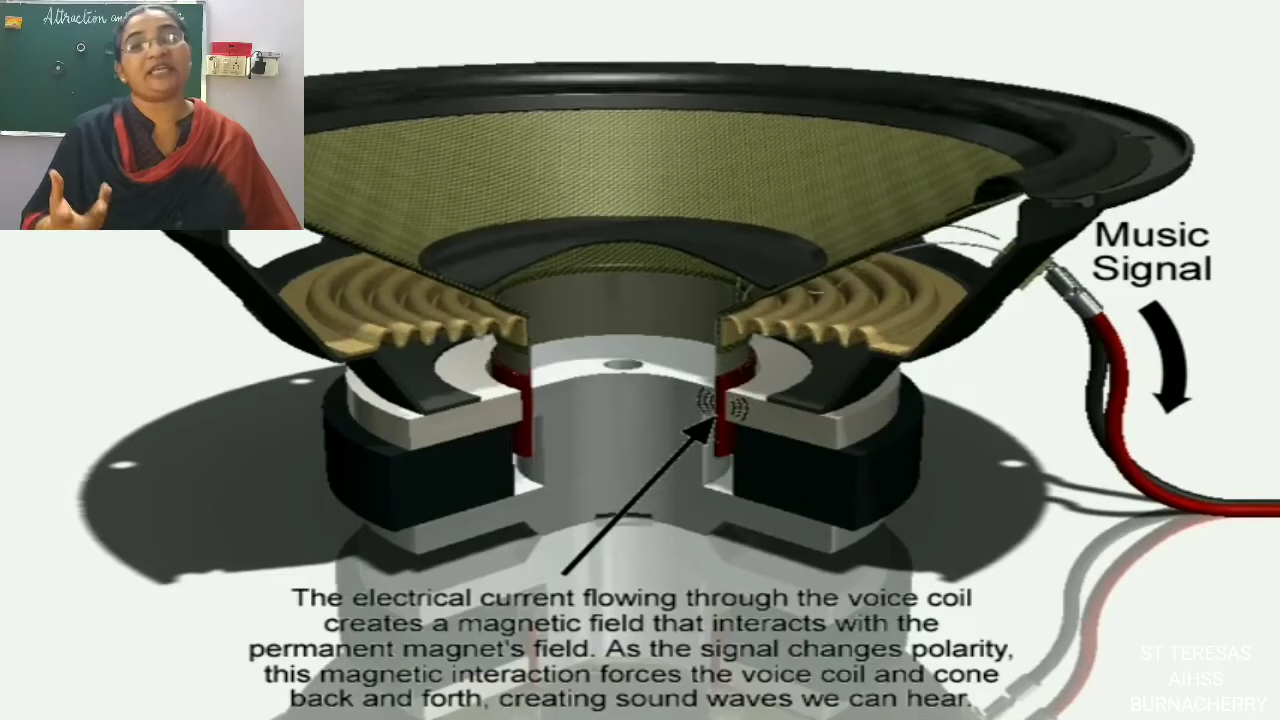 Attraction an
Music
Signal
The electrical current flowing through the voice coil
creates a magnetic field that interacts with the
permanent magnet's field. As the signal changes polarity,
this magnetic interaction forces the voice coil and cone
back and forth, creating sound waves we can hear.
ST TERESAS
AIHSS
BURNACHERRY